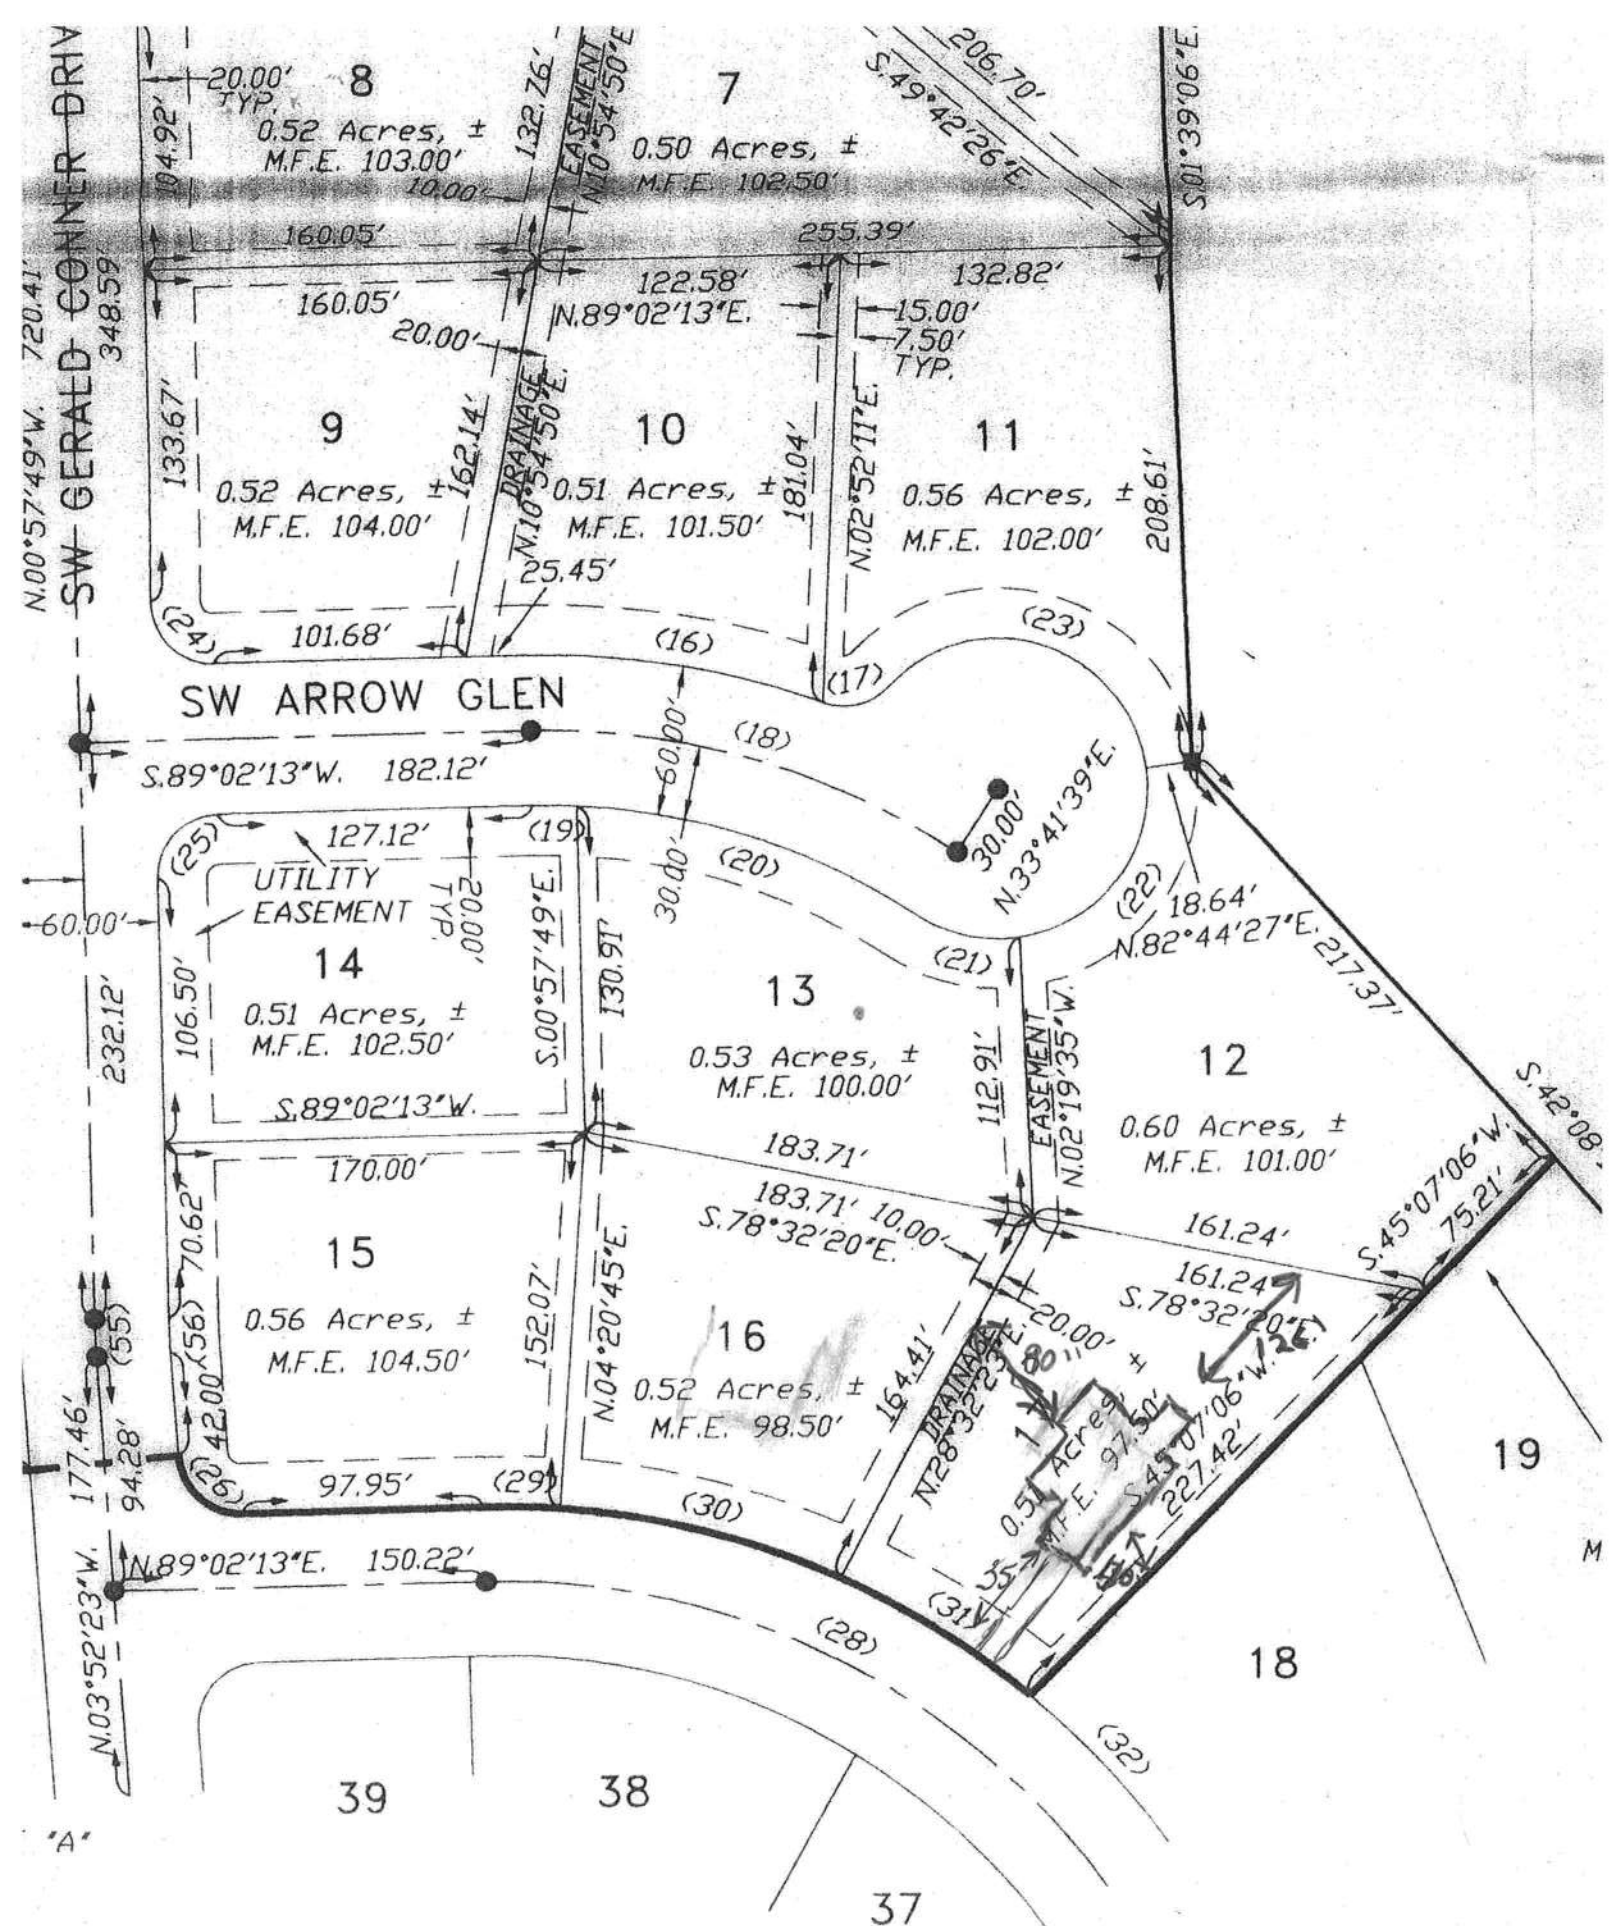 SW GERALD CONNER DRIV
N.00°57'49"W. 720.41'
348.59'
20.00'
TYP.
104.92'
8
0.52 Acres, ±
M.F.E. 103.00'
10.00'
132.76'
EASEMENT
N.10°54'50"E
7
0.50 Acres, ±
M.F.E. 102.50'
206.70'
S.49°42'26"E.
S.01°39'06"E.
160.05'
255.39'
160.05'
122.58'
N.89°02'13"E.
132.82'
15.00'
7.50'
TYP.
20.00'
133.67'
9
0.52 Acres, ±
M.F.E. 104.00'
162.14'
DRAINAGE
N.10°54'50"E.
10
0.51 Acres, ±
M.F.E. 101.50'
181.04'
N.02°52'11"E.
11
0.56 Acres, ±
M.F.E. 102.00'
208.61'
25.45'
(24)
101.68'
(16)
(17)
(23)
SW ARROW GLEN
(18)
60.00'
S.89°02'13"W. 182.12'
30.00'
N.33°41'39"E.
(25)
127.12'
(19)
(20)
30.00'
UTILITY
EASEMENT
20.00'
TYP.
60.00'
(22)
18.64'
N.82°44'27"E.
217.37'
(21)
232.12'
106.50'
14
0.51 Acres, ±
M.F.E. 102.50'
S.89°02'13"W.
S.00°57'49"E.
130.91'
13
0.53 Acres, ±
M.F.E. 100.00'
112.91'
EASEMENT
N.02°19'35"W.
12
0.60 Acres, ±
M.F.E. 101.00'
S.42°08
S.45°07'06"W.
75.21'
170.00'
183.71'
183.71'
S.78°32'20"E.
10.00'
161.24'
161.24'
S.78°32'20"E.
70.62'
(55)
(56)
42.00'
15
0.56 Acres, ±
M.F.E. 104.50'
152.07'
N.04°20'45"E.
16
0.52 Acres, ±
M.F.E. 98.50'
164.41'
DRAINAGE
N.28°32'23"E.
20.00'
80"
17
0.51 Acres, ±
M.F.E. 97.50'
S.45°07'06"W.
227.42'
35
19
M
177.46'
94.28'
(26)
97.95'
(29)
(30)
(31)
N.89°02'13"E. 150.22'
N.03°52'23"W.
(28)
18
(32)
39
38
37
"A"